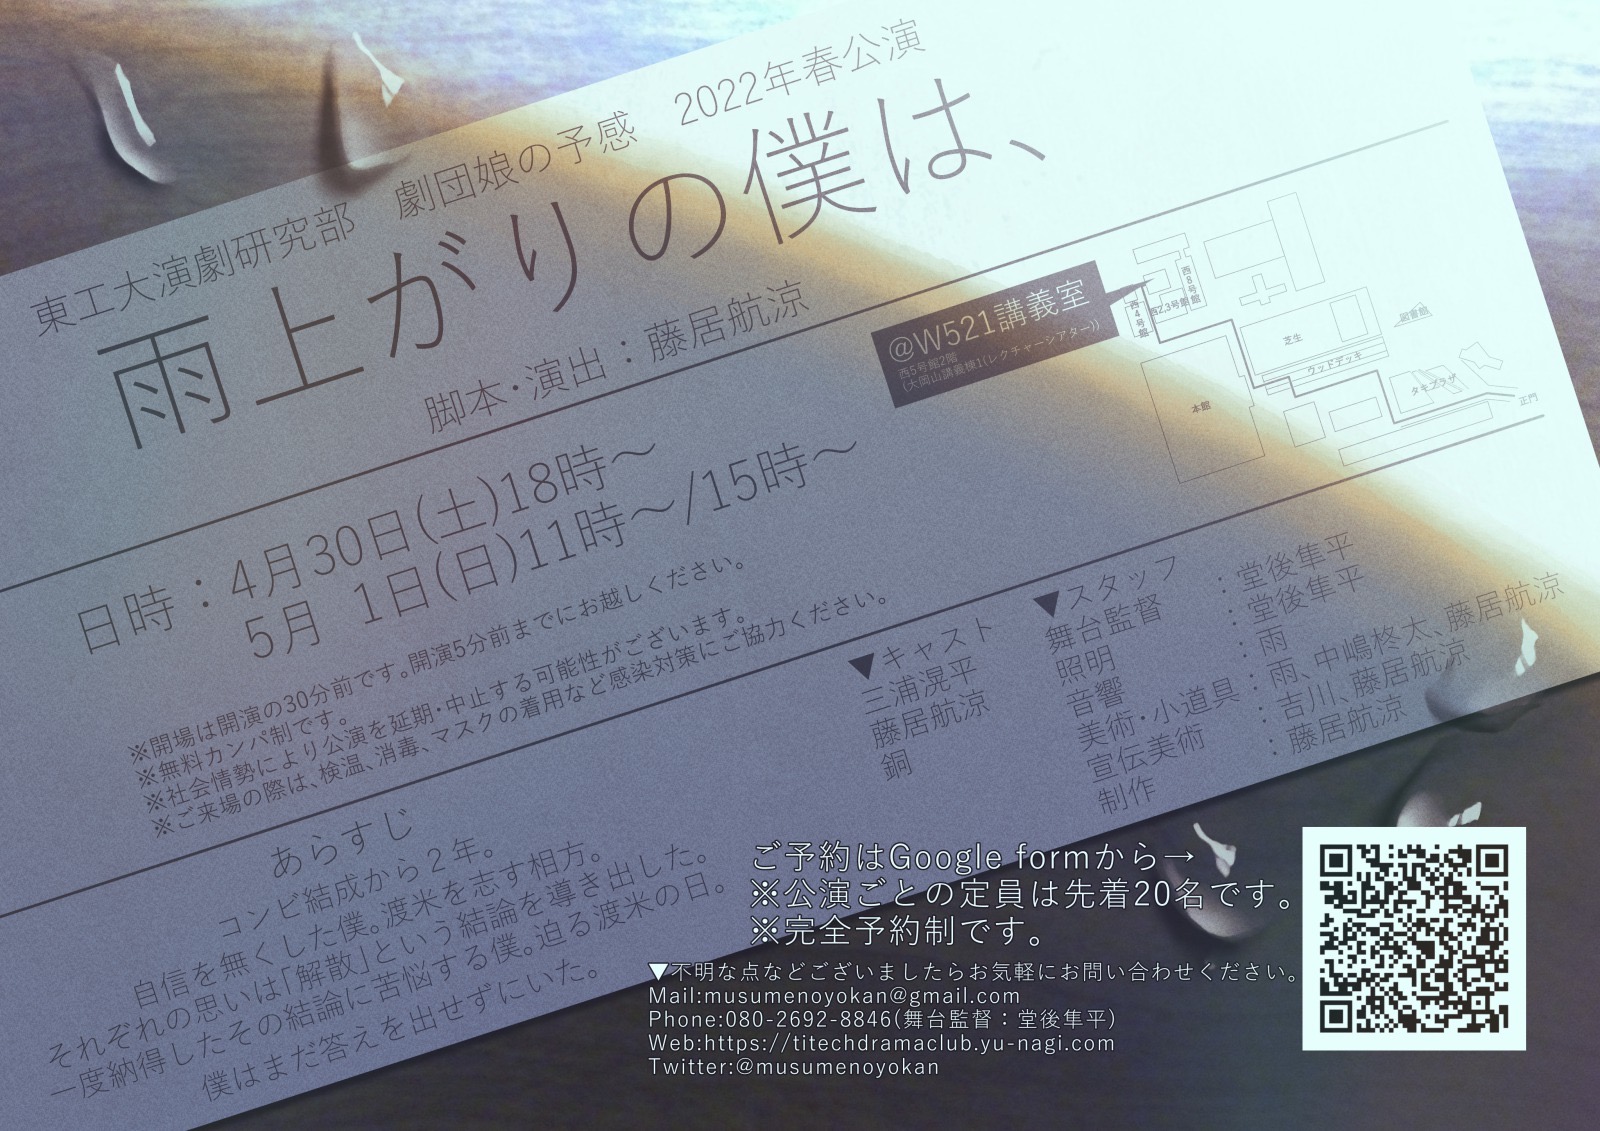 東工大演劇研究部　劇団娘の予感　2022年春公演
雨上がりの僕は、
脚本・演出：藤居航涼
日時：4月30日(土)18時～
5月 1日(日)11時～/15時～
※開場は開演の30分前です。開演5分前までにお越しください。
※無料カンパ制です。
※社会情勢により公演を延期・中止する可能性がございます。
※ご来場の際は、検温、消毒、マスクの着用など感染対策にご協力ください。
@W521講義室
西5号館2階
(大岡山講義棟1(レクチャーシアター))
西4号館
西2,3号館
西8号館
芝生
図書館
ウッドデッキ
タキプラザ
本館
正門
あらすじ
コンビ結成から２年。
自信を無くした僕。渡米を志す相方。
それぞれの思いは「解散」という結論を導き出した。
一度納得したその結論に苦悩する僕。迫る渡米の日。
僕はまだ答えを出せずにいた。
▼キャスト
三浦滉平
藤居航涼
銅
▼スタッフ
舞台監督：堂後隼平
照明：堂後隼平
音響：雨
美術・小道具：雨、中嶋柊太、藤居航涼
宣伝美術：吉川、藤居航涼
制作：藤居航涼
ご予約はGoogle formから→
※公演ごとの定員は先着20名です。
※完全予約制です。
▼不明な点などございましたらお気軽にお問い合わせください。
Mail:musumenoyokan@gmail.com
Phone:080-2692-8846(舞台監督：堂後隼平)
Web:https://titechdramaclub.yu-nagi.com
Twitter:@musumenoyokan